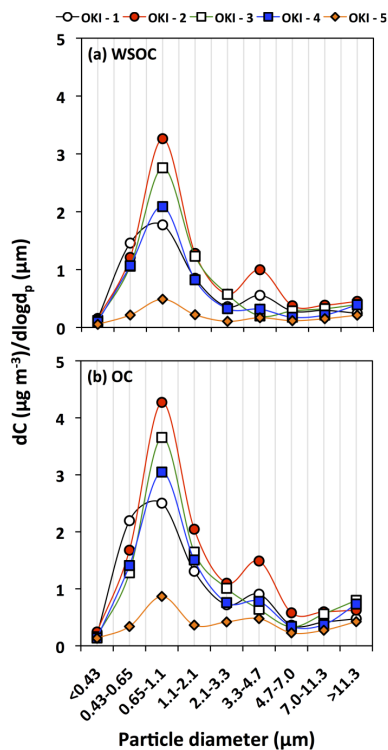 OKI - 1 OKI - 2 OKI - 3 OKI - 4 OKI - 5
(a) WSOC
5
4
3
2
1
0
dC (µg m-3)/dlogdp (µm)
(b) OC
5
4
3
2
1
0
<0.43 0.43-0.65 0.65-1.1 1.1-2.1 2.1-3.3 3.3-4.7 4.7-7.0 7.0-11.3 >11.3
Particle diameter (µm)